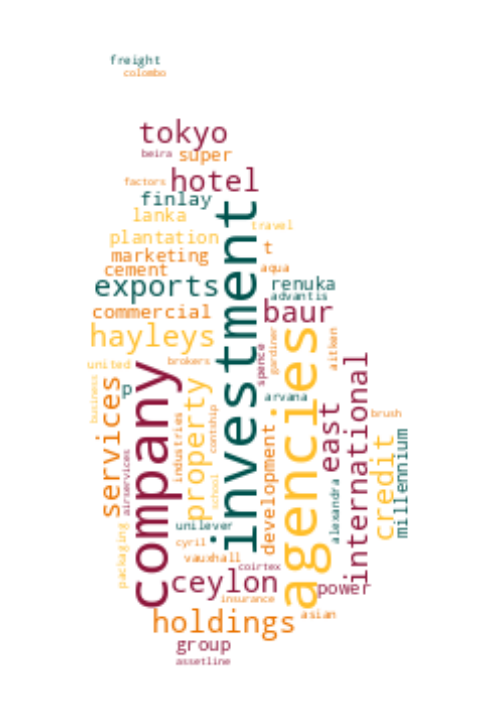 freight
colombo
tokyo
beira
super
factors
hotel
finlay
lanka
travel
plantation
t
marketing
cement
aqua
exports
renuka
advantis
commercial
baur
investment
hayleys
gardiner
aitken
spence
united
brokers
agencies
company
p
property
arvana
international
business
services
east
brush
industries
contship
development
credit
millennium
airservices
school
alexandra
unilever
packaging
cyril
vauxhall
coirtex
ceylon
power
insurance
holdings
asian
group
assetline